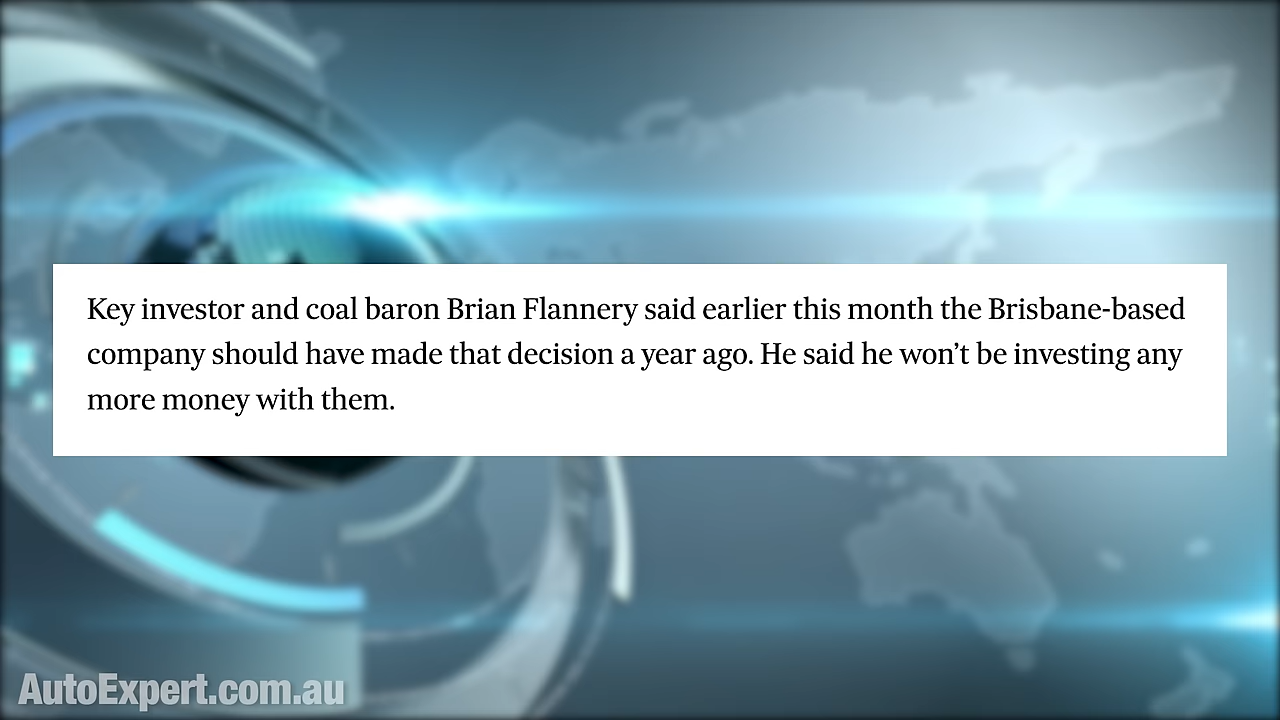 Key investor and coal baron Brian Flannery said earlier this month the Brisbane-based
company should have made that decision a year ago. He said he won’t be investing any
more money with them.
AutoExpert.com.au